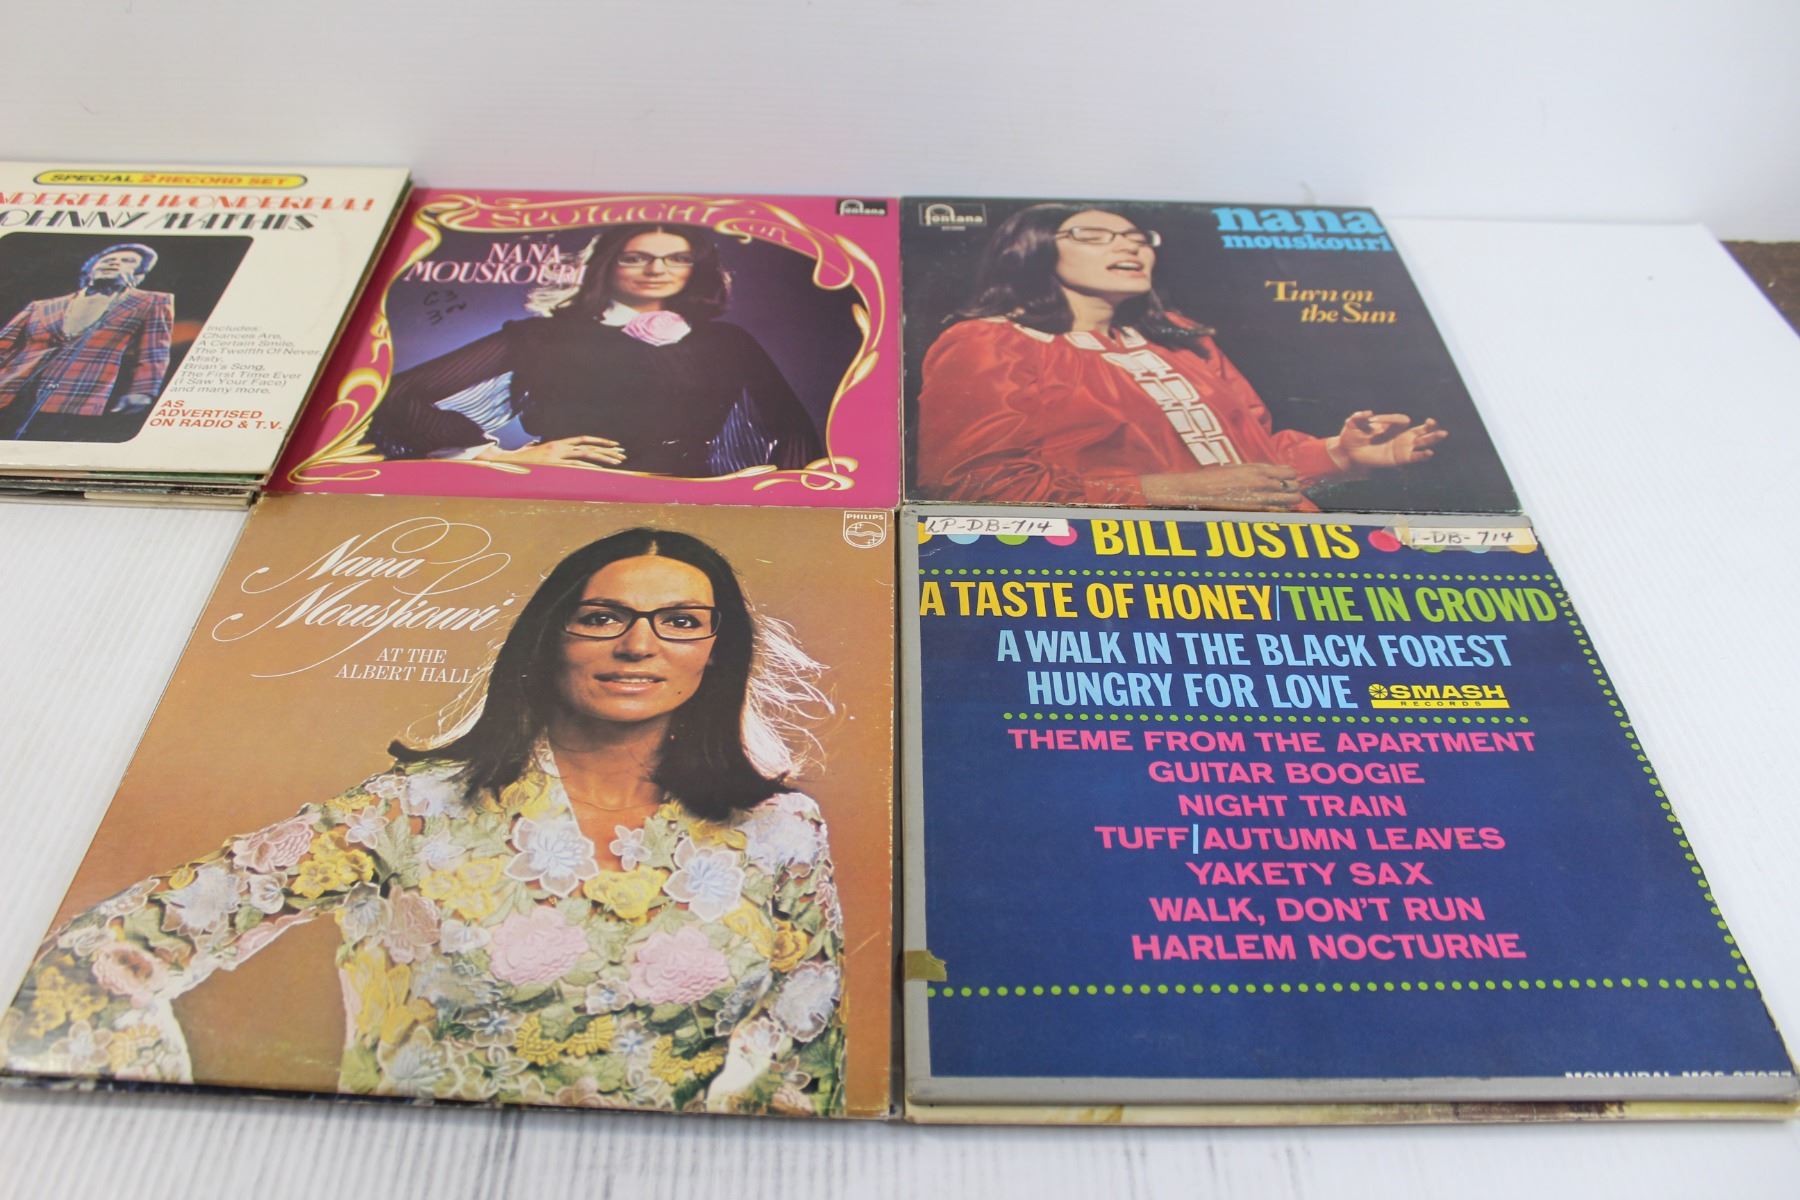 SPECIAL 2 RECORD SET
WONDERFUL!
JOHNNY MATHIS
Includes:
Chances Are,
A Certain Smile,
The Twelfth Of Never,
Misty,
Brian's Song,
The First Time Ever
(I Saw Your Face)
and many more.
AS
ADVERTISED
ON RADIO & T.V.
SPOTLIGHT on
fontana
NANA
MOUSKOURI
fontana
nana
mouskouri
Turn on
the Sun
Nana
Mouskouri
AT THE
ALBERT HALL
PHILIPS
LP-DB-714
BILL JUSTIS
-DB-714
A TASTE OF HONEY/THE IN CROWD
A WALK IN THE BLACK FOREST
HUNGRY FOR LOVE SMASH
RECORDS
THEME FROM THE APARTMENT
GUITAR BOOGIE
NIGHT TRAIN
TUFF/AUTUMN LEAVES
YAKETY SAX
WALK, DON'T RUN
HARLEM NOCTURNE
MONAURAL